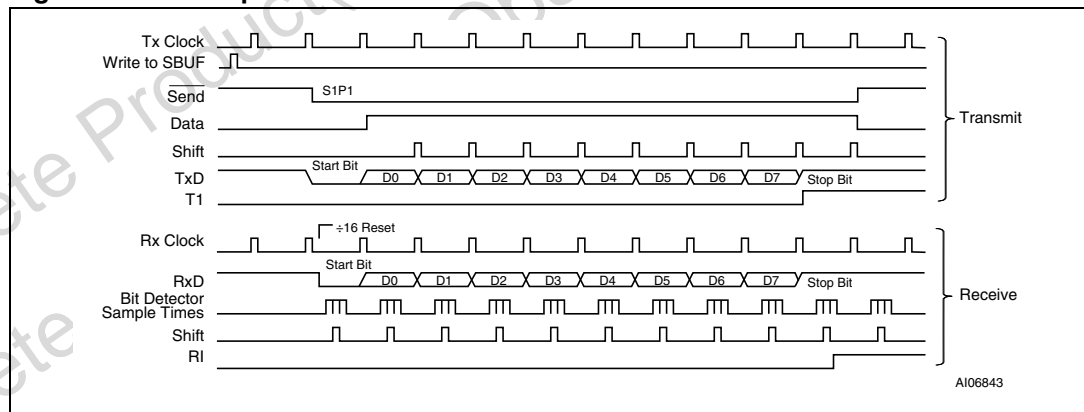 Tx Clock
Write to SBUF
Send
S1P1
Data
Transmit
Shift
Start Bit
TxD
D0 D1 D2 D3 D4 D5 D6 D7 Stop Bit
T1
÷16 Reset
Rx Clock
Start Bit
RxD
D0 D1 D2 D3 D4 D5 D6 D7 Stop Bit
Bit Detector
Sample Times
Receive
Shift
RI
AI06843